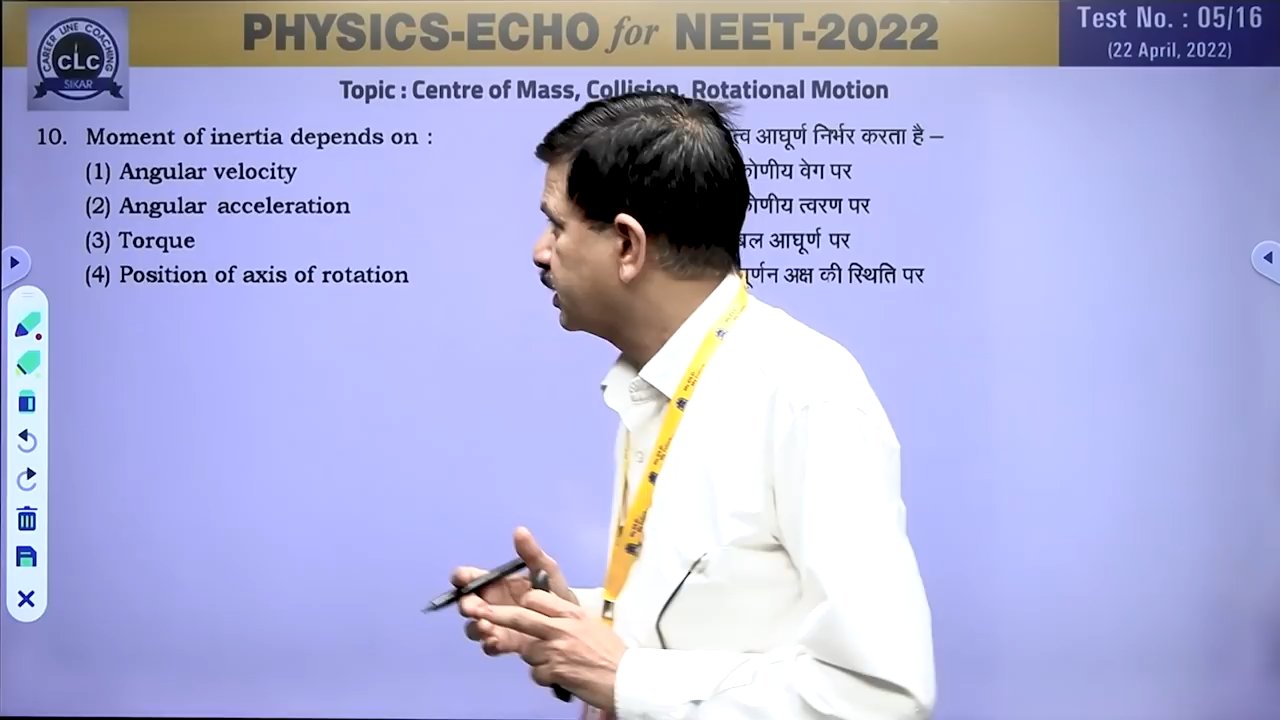 PHYSICS-ECHO for NEET-2022
Test No. : 05/16
(22 April, 2022)
CAREER LINE COACHING
CLC
SIKAR
Topic : Centre of Mass, Collision, Rotational Motion
10. Moment of inertia depends on :
(1) Angular velocity
(2) Angular acceleration
(3) Torque
(4) Position of axis of rotation
आघूर्ण निर्भर करता है –
वेग पर
त्वरण पर
आघूर्ण पर
अक्ष की स्थिति पर